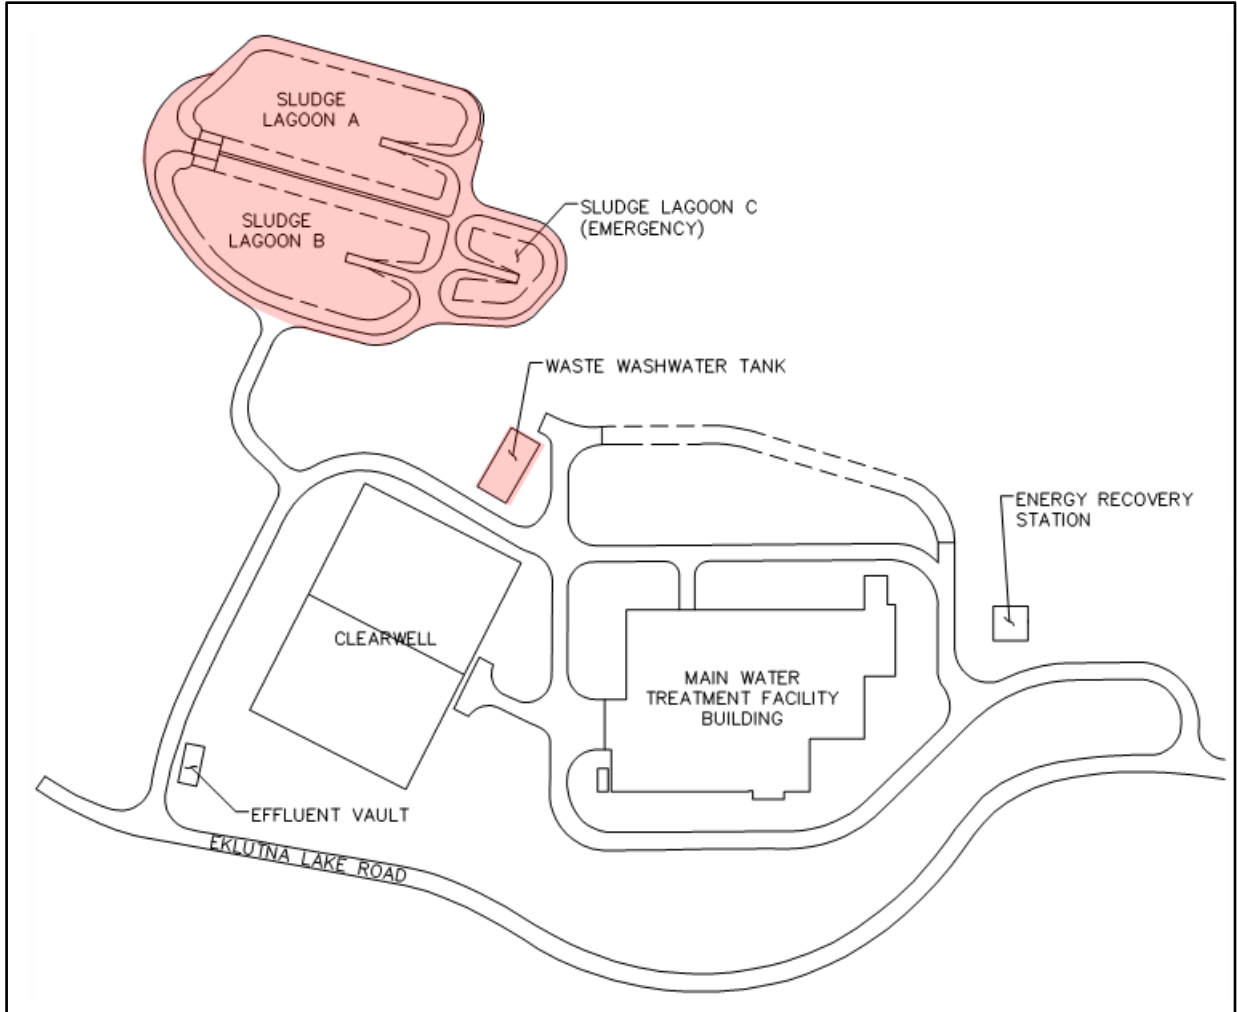 SLUDGE
LAGOON A
SLUDGE LAGOON C
(EMERGENCY)
SLUDGE
LAGOON B
WASTE WASHWATER TANK
ENERGY RECOVERY
STATION
CLEARWELL
MAIN WATER
TREATMENT FACILITY
BUILDING
EFFLUENT VAULT
EKLUTNA LAKE ROAD